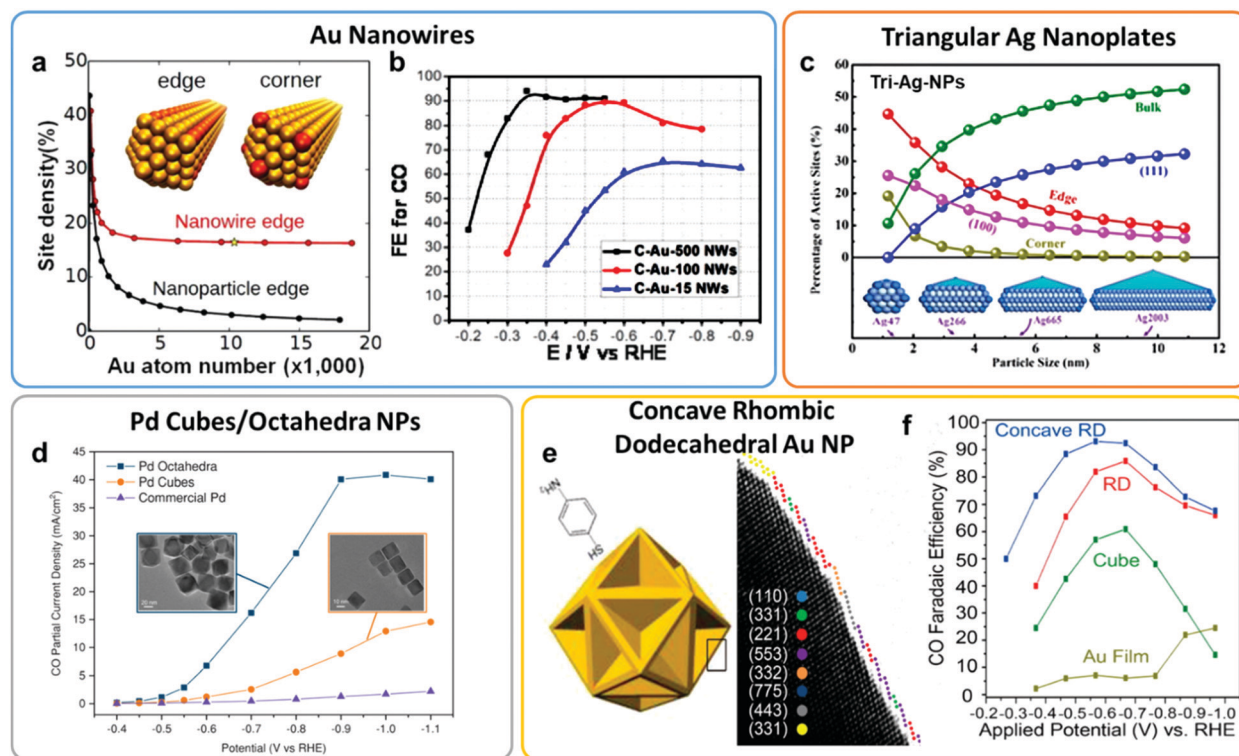 Au Nanowires
a
Site density(%)
50
40
30
20
10
0
edge
corner
Nanowire edge
Nanoparticle edge
0
5
10
15
20
Au atom number (x1,000)
b
FE for CO
100
90
80
70
60
50
40
30
20
10
0
C-Au-500 NWs
C-Au-100 NWs
C-Au-15 NWs
-0.2
-0.3
-0.4
-0.5
-0.6
-0.7
-0.8
-0.9
E / V vs RHE
Triangular Ag Nanoplates
c
Percentage of Active Sites (%)
60
50
40
30
20
10
0
Tri-Ag-NPs
Bulk
(111)
Edge
(100)
Corner
Ag47
Ag266
Ag665
Ag2003
0
2
4
6
8
10
12
Particle Size (nm)
Pd Cubes/Octahedra NPs
d
CO Partial Current Density (mA/cm²)
45
40
35
30
25
20
15
10
5
0
Pd Octahedra
Pd Cubes
Commercial Pd
20 nm
-0.4
-0.5
-0.6
-0.7
-0.8
-0.9
-1.0
-1.1
Potential (V vs RHE)
Concave Rhombic
Dodecahedral Au NP
e
NH₂
SH
(110)
(331)
(221)
(553)
(332)
(775)
(443)
(331)
f
CO Faradaic Efficiency (%)
100
90
80
70
60
50
40
30
20
10
0
Concave RD
RD
Cube
Au Film
-0.2
-0.3
-0.4
-0.5
-0.6
-0.7
-0.8
-0.9
-1.0
Applied Potential (V) vs. RHE